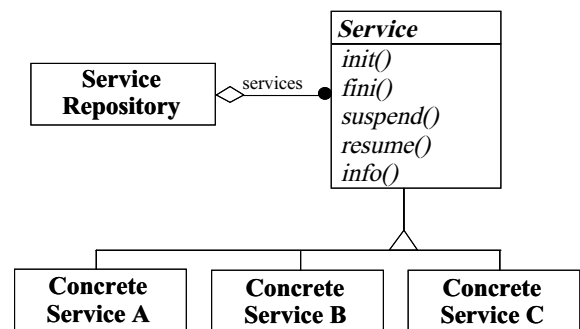 Service
init()
fini()
suspend()
resume()
info()
Service
Repository
services
Concrete
Service A
Concrete
Service B
Concrete
Service C